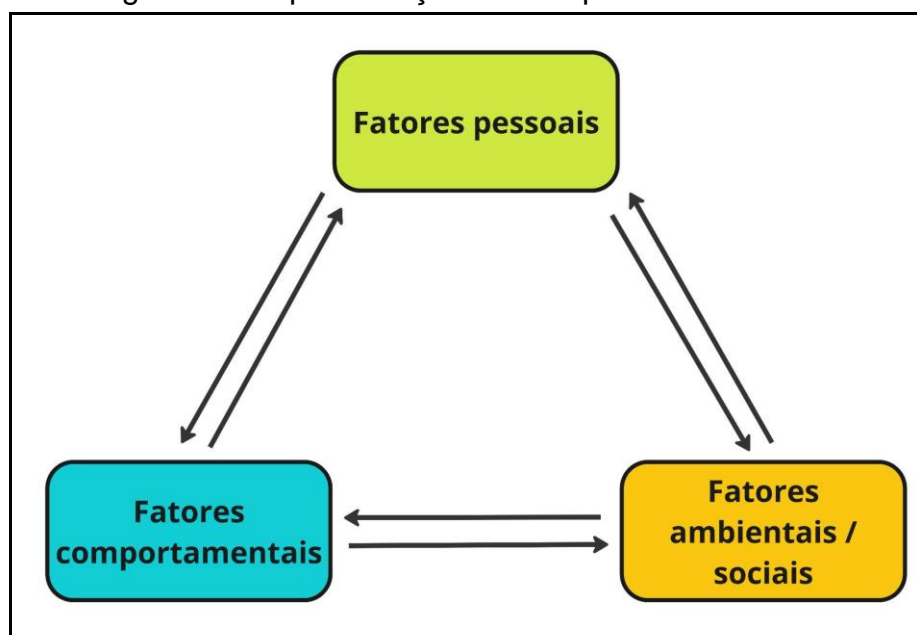 Fatores pessoais
Fatores
comportamentais
Fatores
ambientais /
sociais